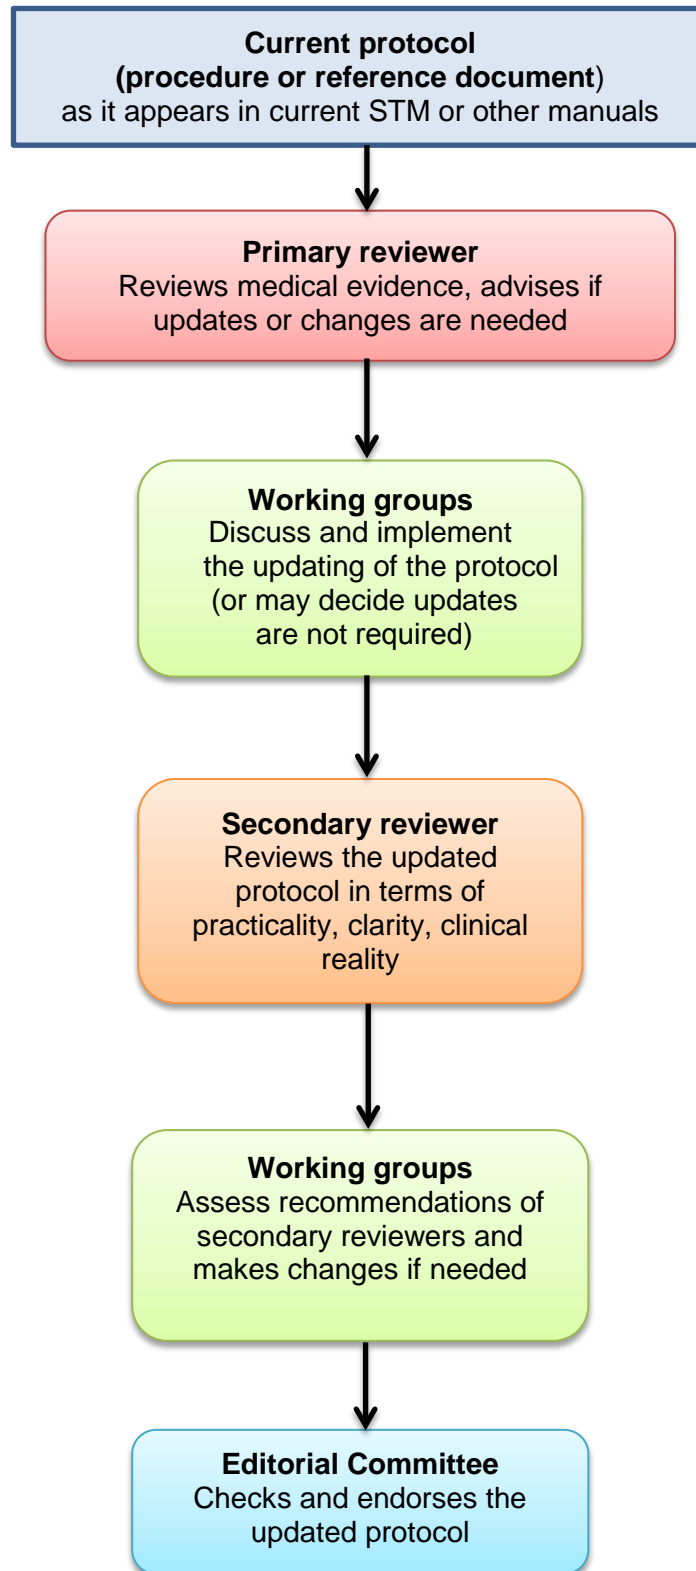 Current protocol
(procedure or reference document)
as it appears in current STM or other manuals
Primary reviewer
Reviews medical evidence, advises if
updates or changes are needed
Working groups
Discuss and implement
the updating of the protocol
(or may decide updates
are not required)
Secondary reviewer
Reviews the updated
protocol in terms of
practicality, clarity, clinical
reality
Working groups
Assess recommendations of
secondary reviewers and
makes changes if needed
Editorial Committee
Checks and endorses the
updated protocol